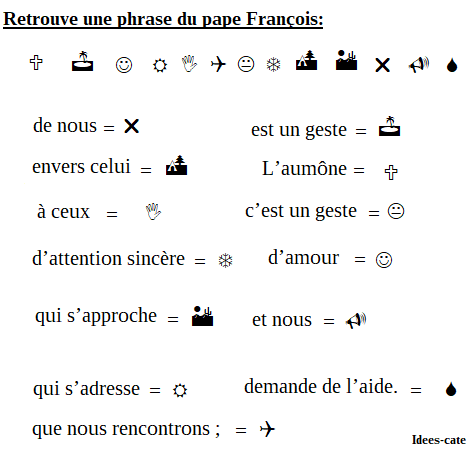 Retrouve une phrase du pape François:
de nous =
est un geste =
envers celui =
L’aumône =
à ceux =
c’est un geste =
d’attention sincère =
d’amour =
qui s’approche =
et nous =
qui s’adresse =
demande de l’aide. =
que nous rencontrons ; =
Idees-cate